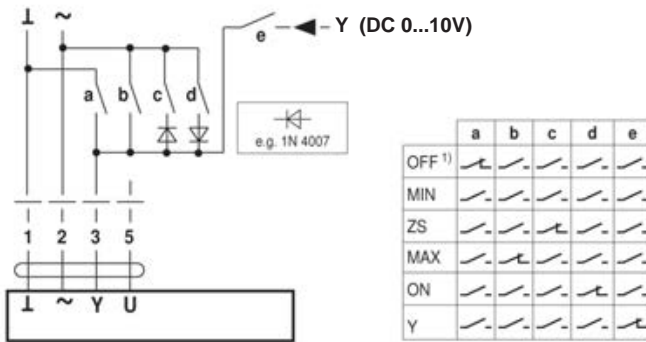 ⊥ ~
e Y (DC 0...10V)
a b c d
e.g. 1N 4007
1 2 3 5
⊥ ~ Y U
a b c d e
OFF 1)
MIN
ZS
MAX
ON
Y